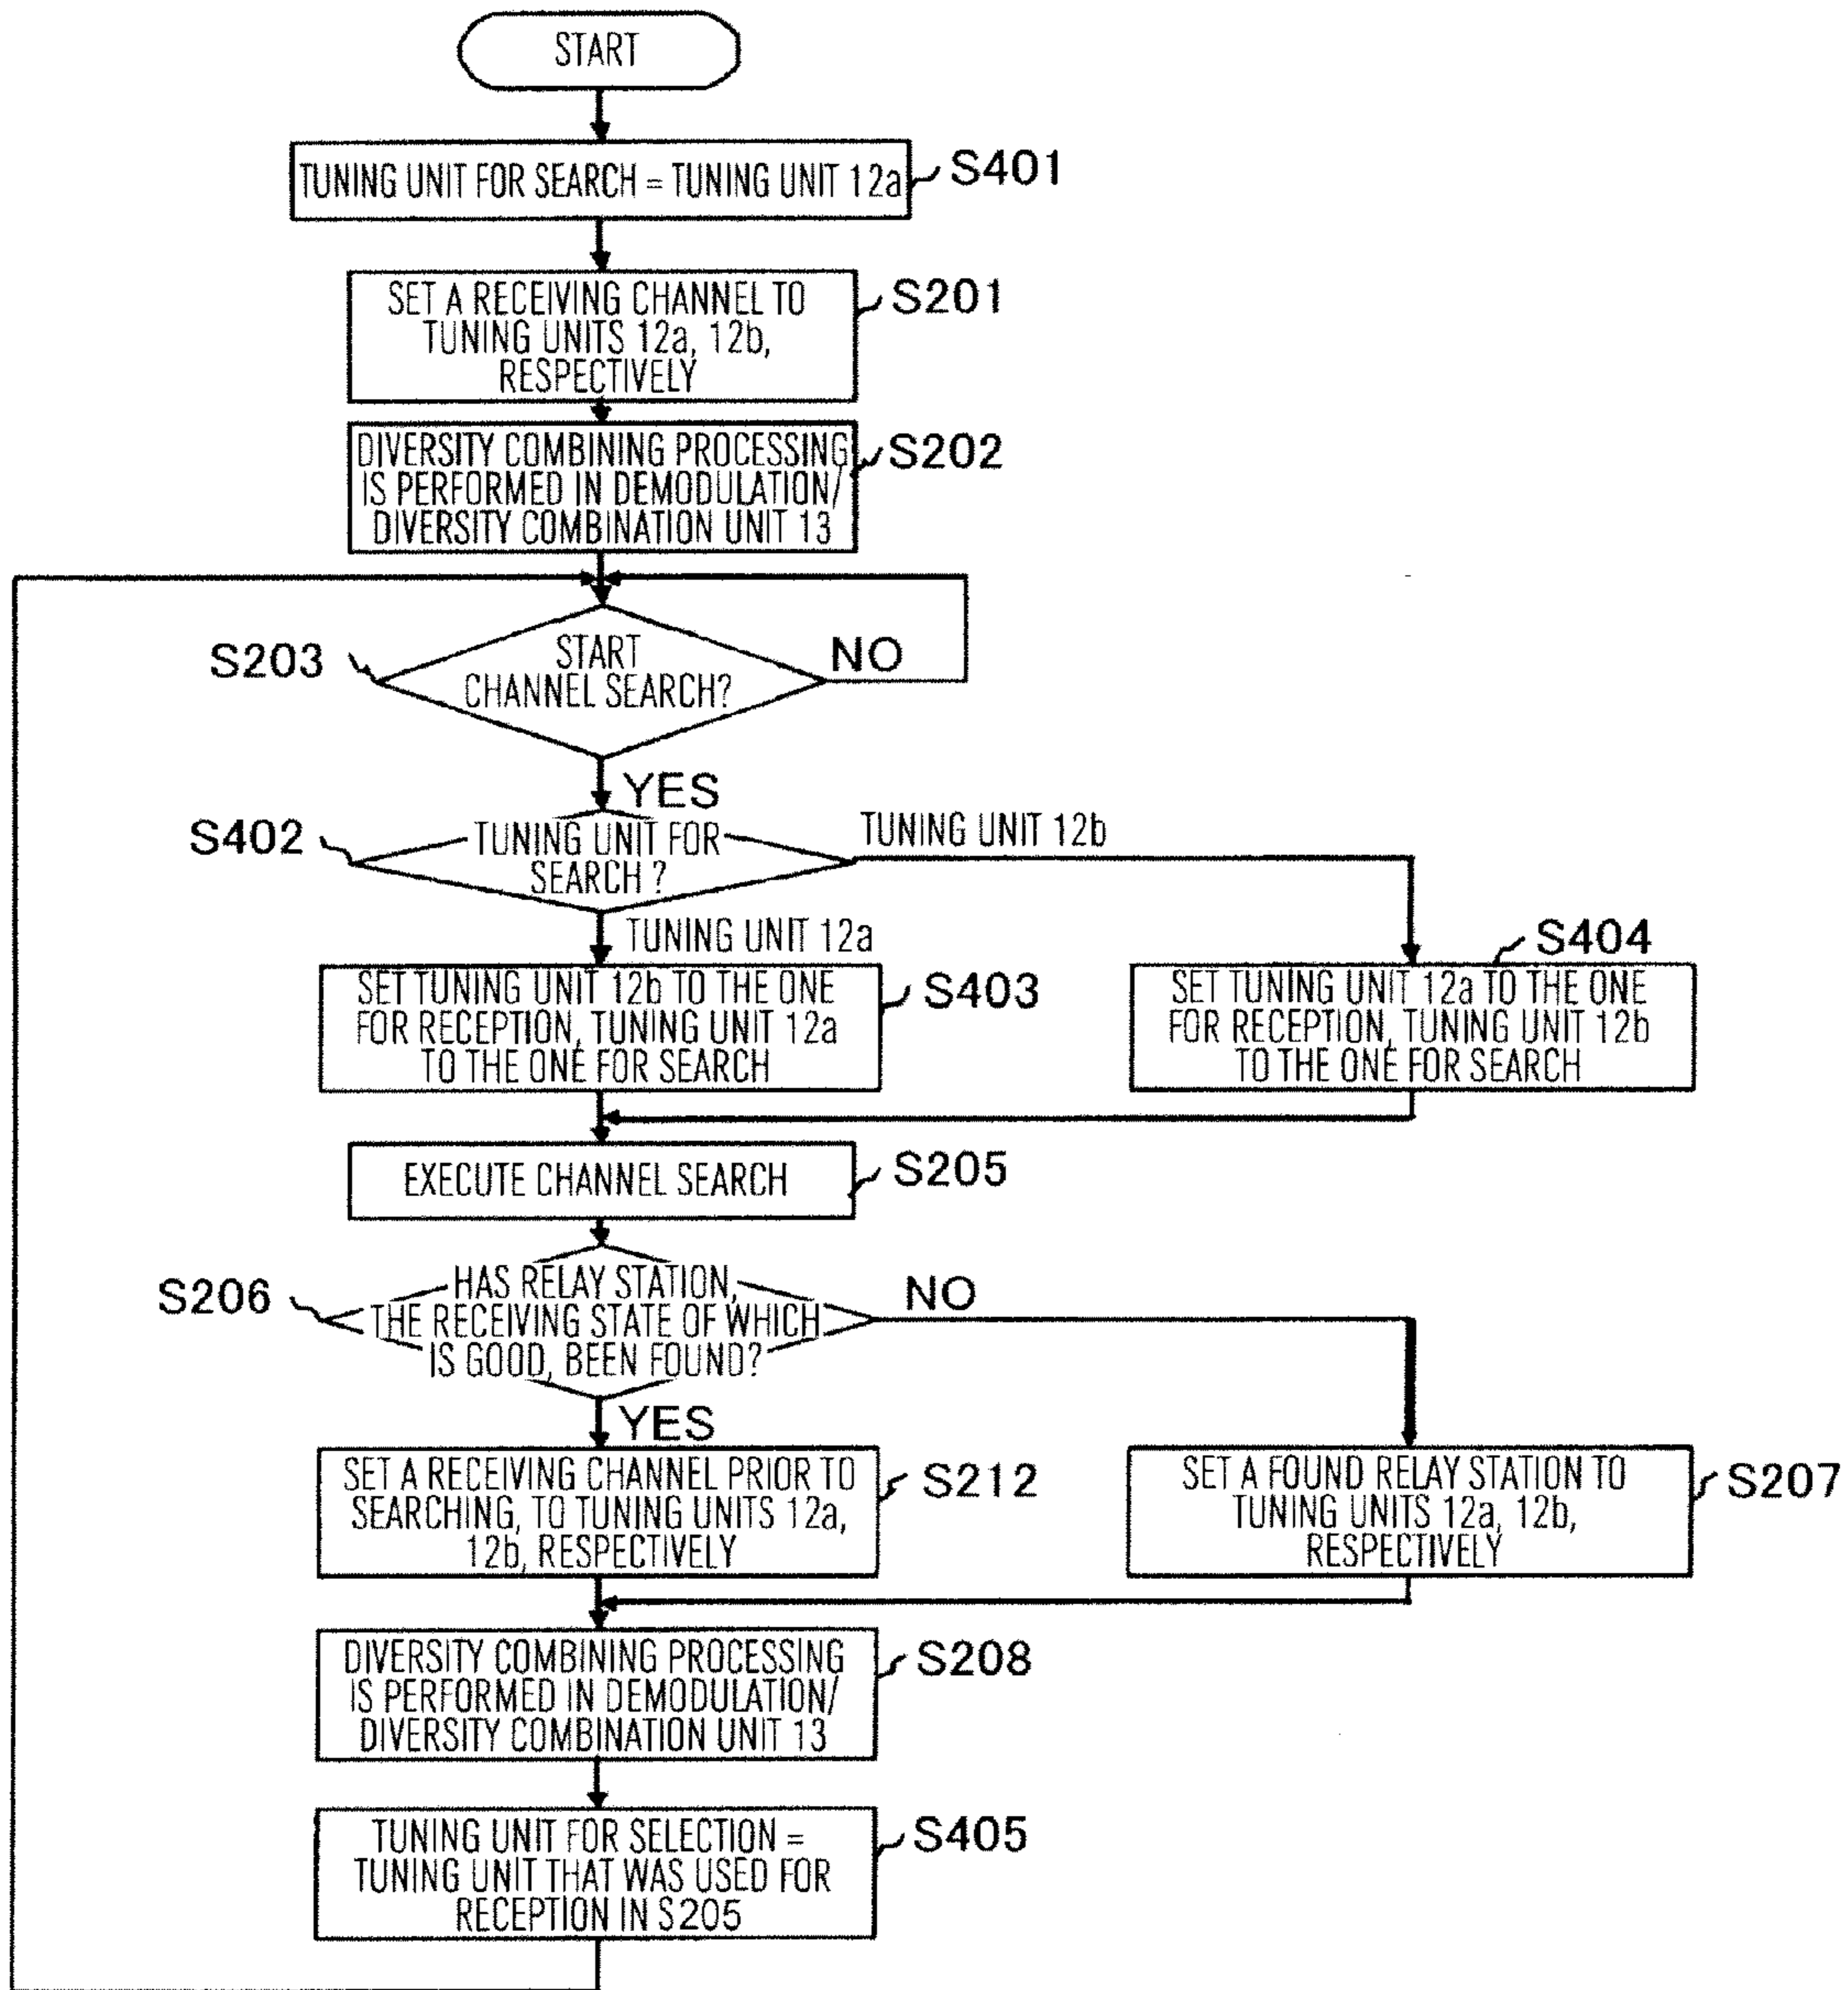 START
TUNING UNIT FOR SEARCH = TUNING UNIT 12a
S401
SET A RECEIVING CHANNEL TO
TUNING UNITS 12a, 12b,
RESPECTIVELY
S201
DIVERSITY COMBINING PROCESSING
IS PERFORMED IN DEMODULATION/
DIVERSITY COMBINATION UNIT 13
S202
S203
START
CHANNEL SEARCH?
NO
YES
S402
TUNING UNIT FOR
SEARCH ?
TUNING UNIT 12b
TUNING UNIT 12a
SET TUNING UNIT 12b TO THE ONE
FOR RECEPTION, TUNING UNIT 12a
TO THE ONE FOR SEARCH
S403
S404
SET TUNING UNIT 12a TO THE ONE
FOR RECEPTION, TUNING UNIT 12b
TO THE ONE FOR SEARCH
EXECUTE CHANNEL SEARCH
S205
S206
HAS RELAY STATION,
THE RECEIVING STATE OF WHICH
IS GOOD, BEEN FOUND?
NO
YES
SET A RECEIVING CHANNEL PRIOR TO
SEARCHING, TO TUNING UNITS 12a,
12b, RESPECTIVELY
S212
SET A FOUND RELAY STATION TO
TUNING UNITS 12a, 12b,
RESPECTIVELY
S207
DIVERSITY COMBINING PROCESSING
IS PERFORMED IN DEMODULATION/
DIVERSITY COMBINATION UNIT 13
S208
TUNING UNIT FOR SELECTION =
TUNING UNIT THAT WAS USED FOR
RECEPTION IN S205
S405